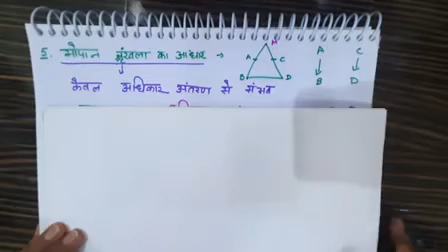 5. सोपान श्रृंखला का आधार → M A C B D A ↓ B C ↓ D
केवल अधिकार अंतरण से संभव